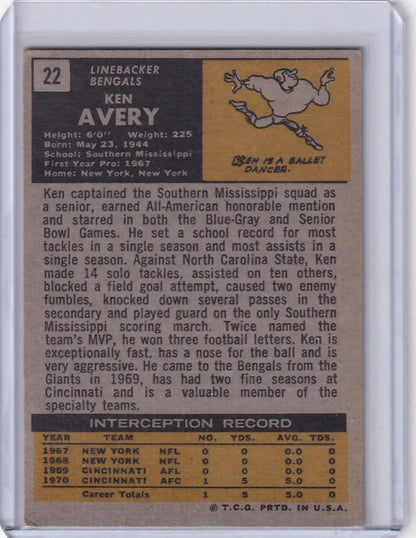 22
LINEBACKER
BENGALS
KEN
AVERY
Height: 6'0" Weight: 225
Born: May 23, 1944
School: Southern Mississippi
First Year Pro: 1967
Home: New York, New York
KEN IS A BALLET
DANCER.
Ken captained the Southern Mississippi squad as
a senior, earned All-American honorable mention
and starred in both the Blue-Gray and Senior
Bowl Games. He set a school record for most
tackles in a single season and most assists in a
single season. Against North Carolina State, Ken
made 14 solo tackles, assisted on ten others,
blocked a field goal attempt, caused two enemy
fumbles, knocked down several passes in the
secondary and played guard on the only Southern
Mississippi scoring march. Twice named the
team's MVP, he won three football letters. Ken is
exceptionally fast, has a nose for the ball and is
very aggressive. He came to the Bengals from the
Giants in 1969, has had two fine seasons at
Cincinnati and is a valuable member of the
specialty teams.
INTERCEPTION RECORD
YEAR TEAM NO. YDS. AVG. TDS.
1967 NEW YORK NFL 0 0 0.0 0
1968 NEW YORK NFL 0 0 0.0 0
1969 CINCINNATI AFL 0 0 0.0 0
1970 CINCINNATI AFC 1 5 5.0 0
Career Totals 1 5 5.0 0
© T.C.G. PRTD. IN U.S.A.